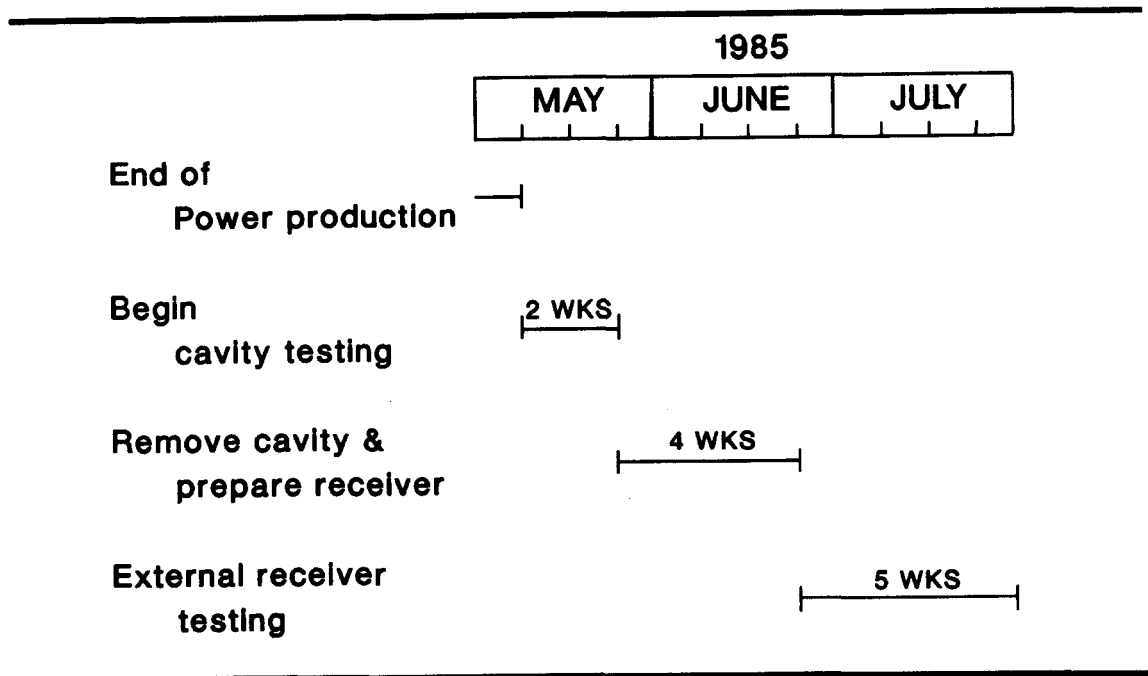 1985
MAY JUNE JULY
End of
Power production
Begin
cavity testing
2 WKS
Remove cavity &
prepare receiver
4 WKS
External receiver
testing
5 WKS